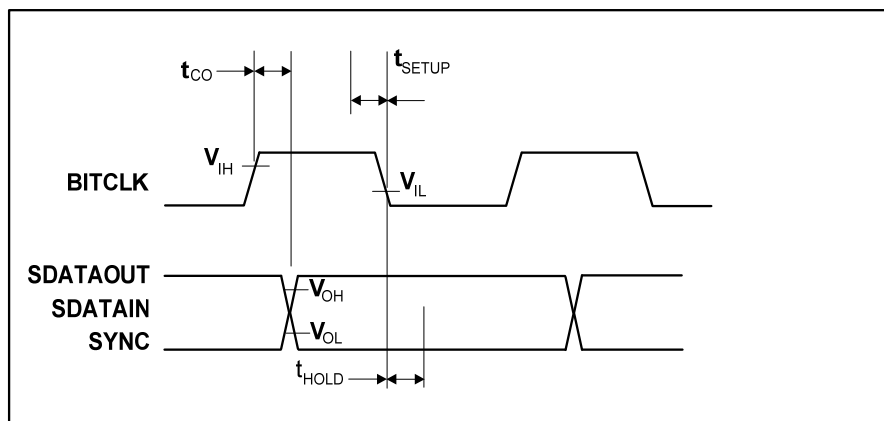 tCO
tSETUP
VIH
BITCLK
VIL
SDATAOUT
VOH
SDATAIN
VOL
SYNC
tHOLD